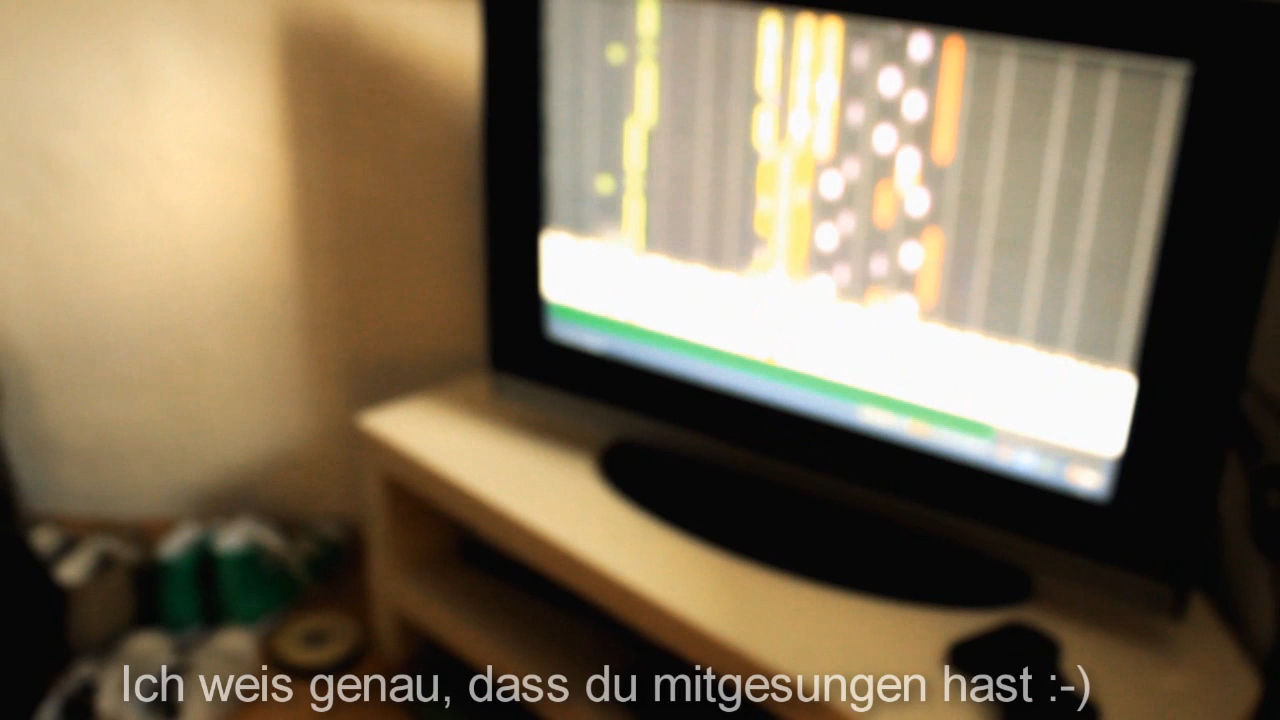 Ich weis genau, dass du mitgesungen hast :-)